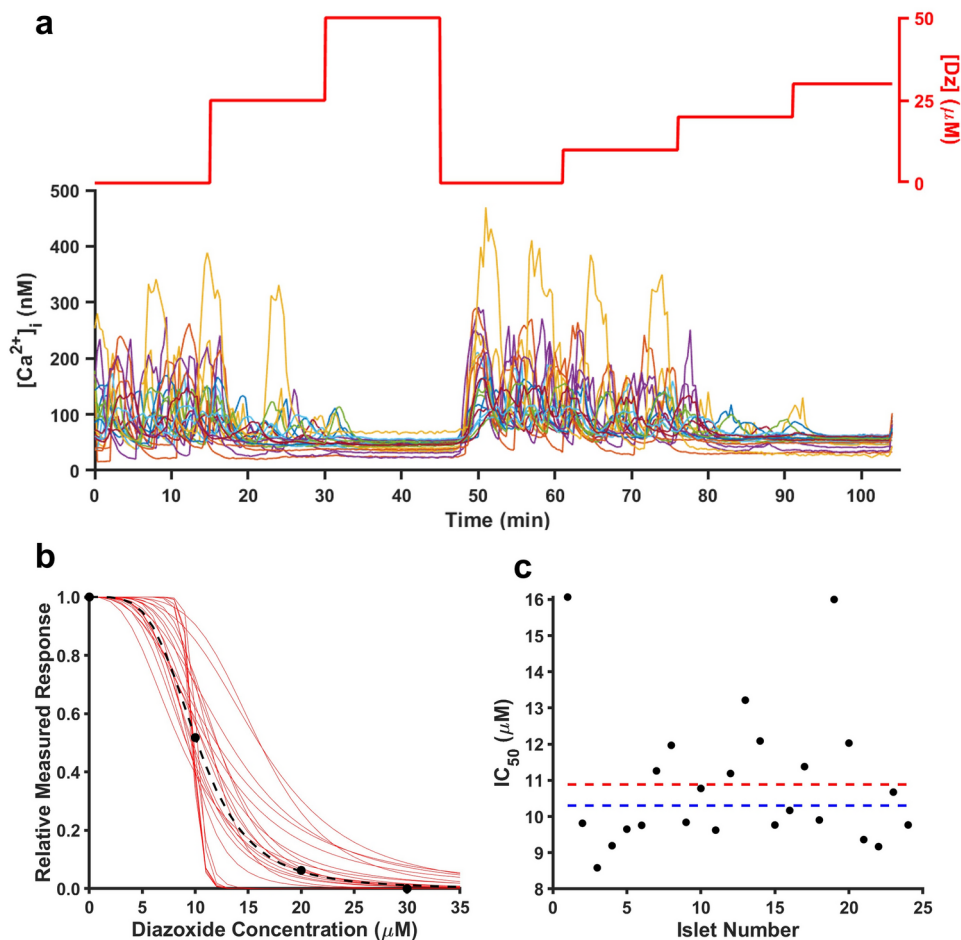 a
50
25
0
[Dz] (μM)
500
400
300
200
100
0
[Ca2+]i (nM)
0 10 20 30 40 50 60 70 80 90 100
Time (min)
b
1.0
0.8
0.6
0.4
0.2
0.0
Relative Measured Response
0 5 10 15 20 25 30 35
Diazoxide Concentration (μM)
c
16
15
14
13
12
11
10
9
8
IC50 (μM)
0 5 10 15 20 25
Islet Number